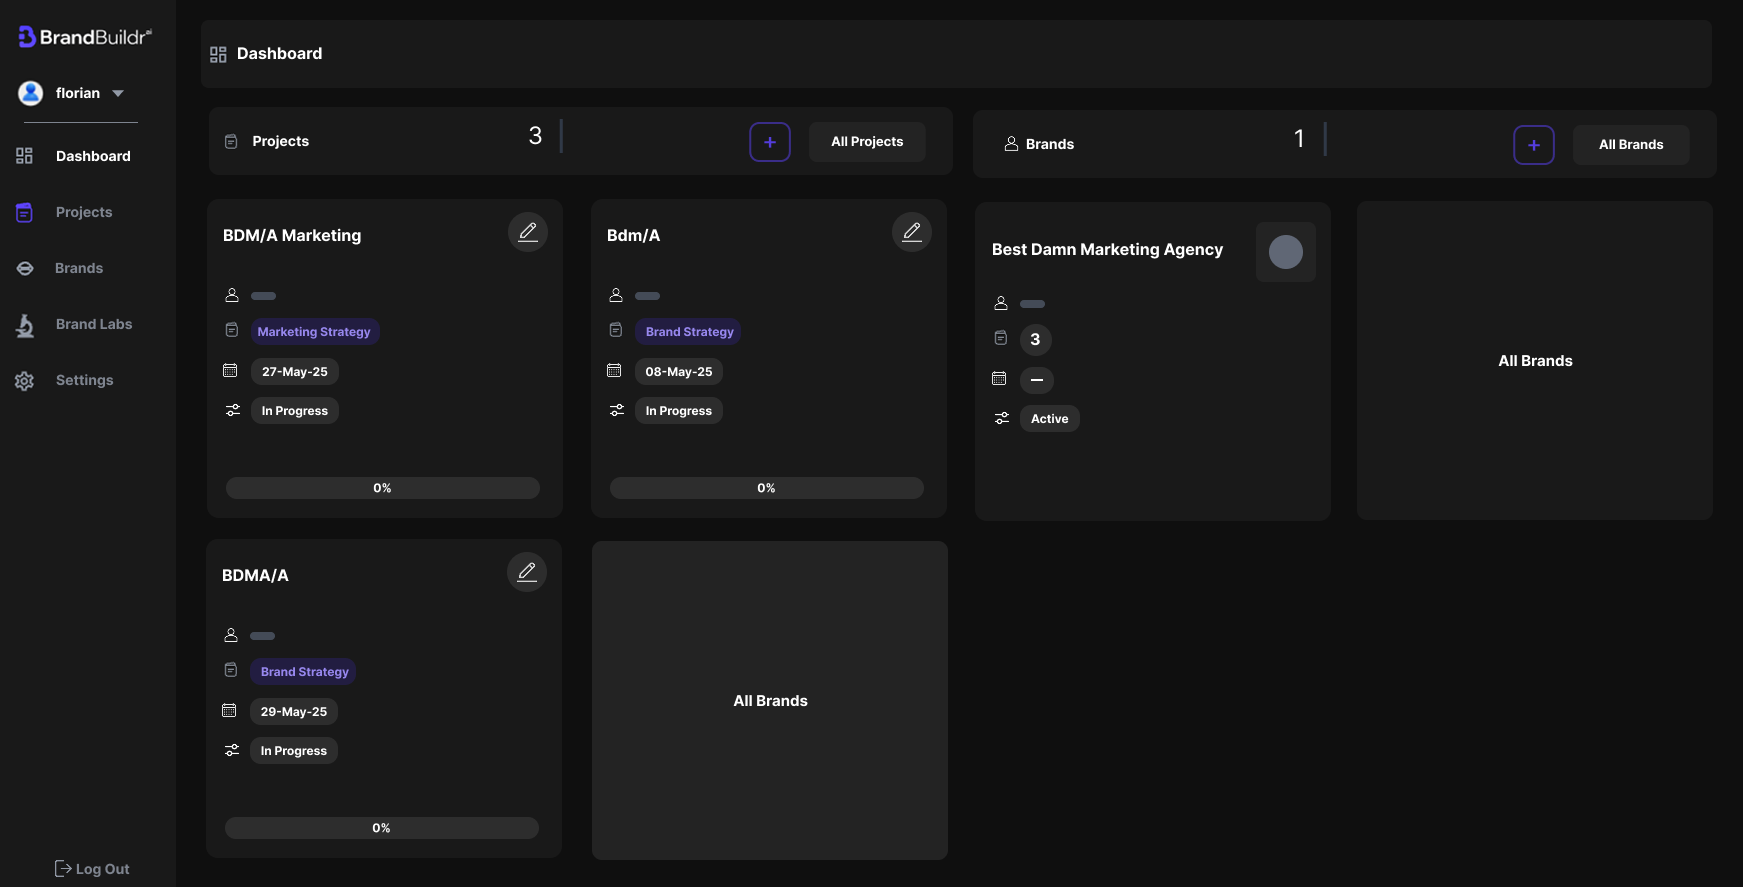 BrandBuildr ai
florian
Dashboard
Projects
Brands
Brand Labs
Settings
Log Out
Dashboard
Projects
3
+
All Projects
Brands
1
+
All Brands
BDM/A Marketing
Marketing Strategy
27-May-25
In Progress
0%
Bdm/A
Brand Strategy
08-May-25
In Progress
0%
Best Damn Marketing Agency
3
—
Active
All Brands
BDMA/A
Brand Strategy
29-May-25
In Progress
0%
All Brands